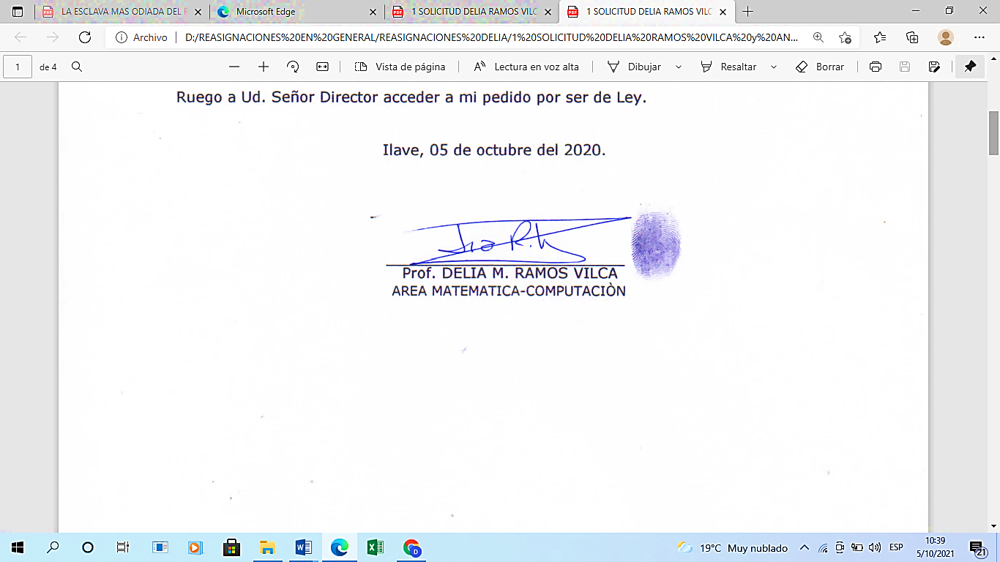 LA ESCLAVA MAS ODIADA DEL
Microsoft Edge
1 SOLICITUD DELIA RAMOS VILC
1 SOLICITUD DELIA RAMOS VILC
Archivo
D:/REASIGNACIONES%20EN%20GENERAL/REASIGNACIONES%20DELIA/1%20SOLICITUD%20DELIA%20RAMOS%20VILCA%20y%20AN...
1 de 4
Vista de página
Lectura en voz alta
Dibujar
Resaltar
Borrar
Ruego a Ud. Señor Director acceder a mi pedido por ser de Ley.
Ilave, 05 de octubre del 2020.
Prof. DELIA M. RAMOS VILCA
AREA MATEMATICA-COMPUTACIÒN
19°C Muy nublado
ESP
10:39
5/10/2021
21